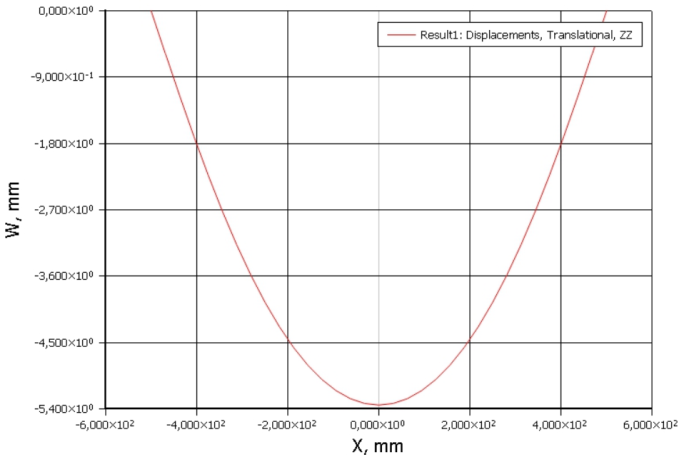 0,000×10⁰
Result1: Displacements, Translational, ZZ
-9,000×10⁻¹
-1,800×10⁰
-2,700×10⁰
-3,600×10⁰
-4,500×10⁰
-5,400×10⁰
W, mm
-6,000×10² -4,000×10² -2,000×10² 0,000×10⁰ 2,000×10² 4,000×10² 6,000×10²
X, mm